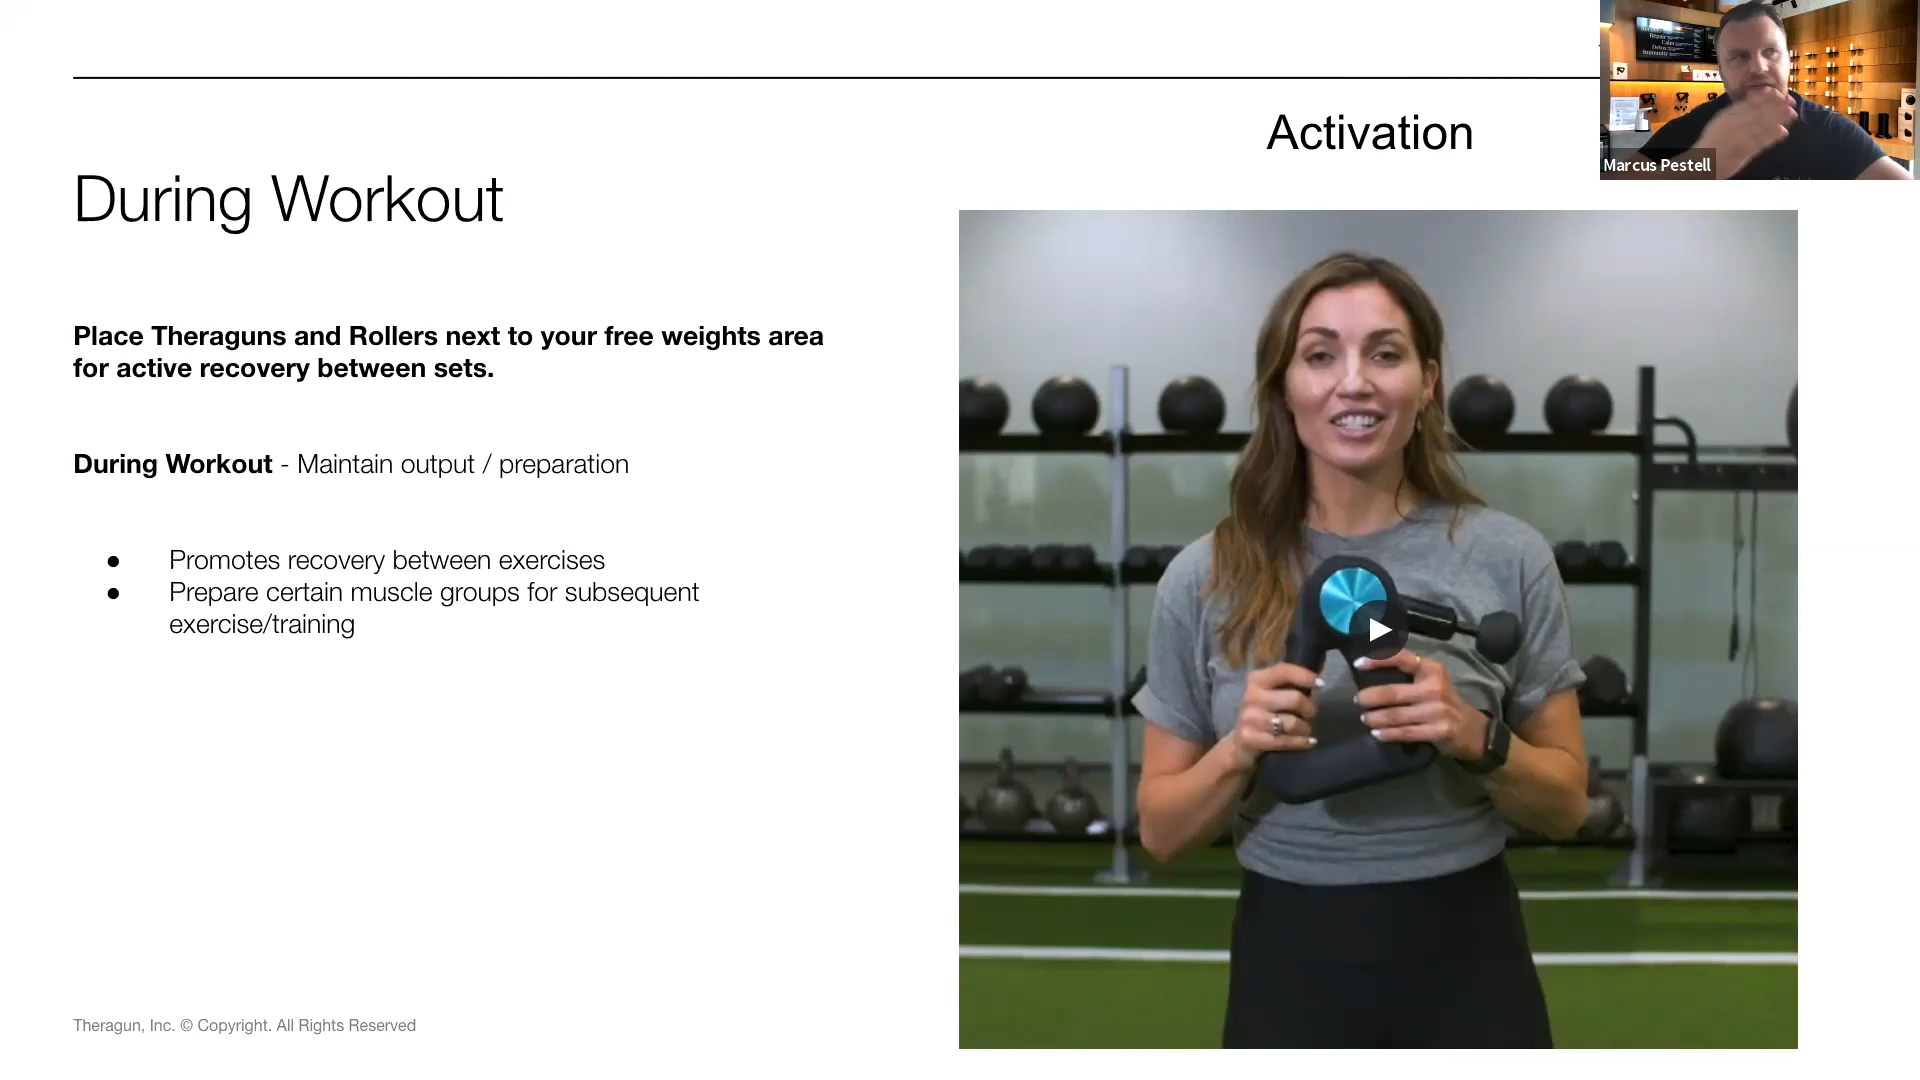 Activation
Marcus Pestell
During Workout
Place Theraguns and Rollers next to your free weights area
for active recovery between sets.
During Workout - Maintain output / preparation
● Promotes recovery between exercises
● Prepare certain muscle groups for subsequent
exercise/training
Theragun, Inc. © Copyright. All Rights Reserved